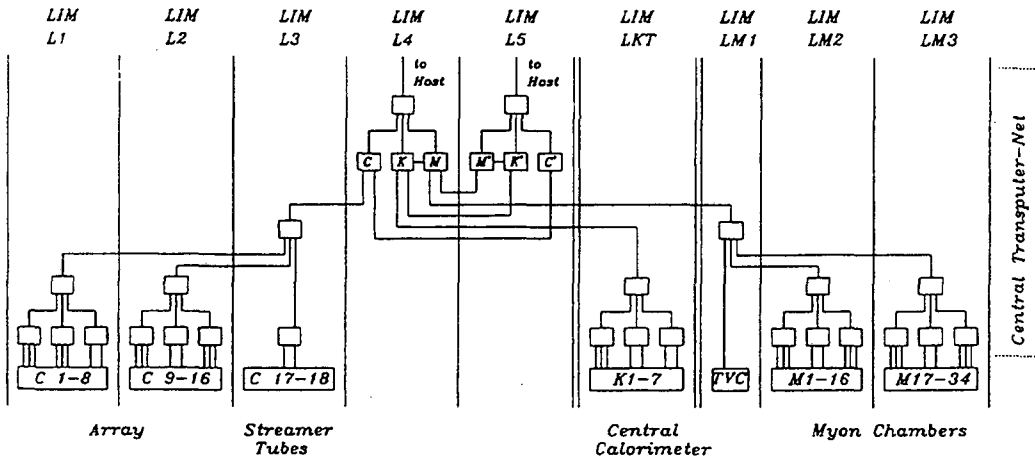 LIM LIM LIM LIM LIM LIM LIM LIM LIM
L1 L2 L3 L4 L5 LKT LM1 LM2 LM3
to Host
to Host
C K M M' K' C'
C 1-8 C 9-16 C 17-18 K1-7 TVC M1-16 M17-34
Array Streamer Tubes Central Calorimeter Myon Chambers
Central Transputer-Net